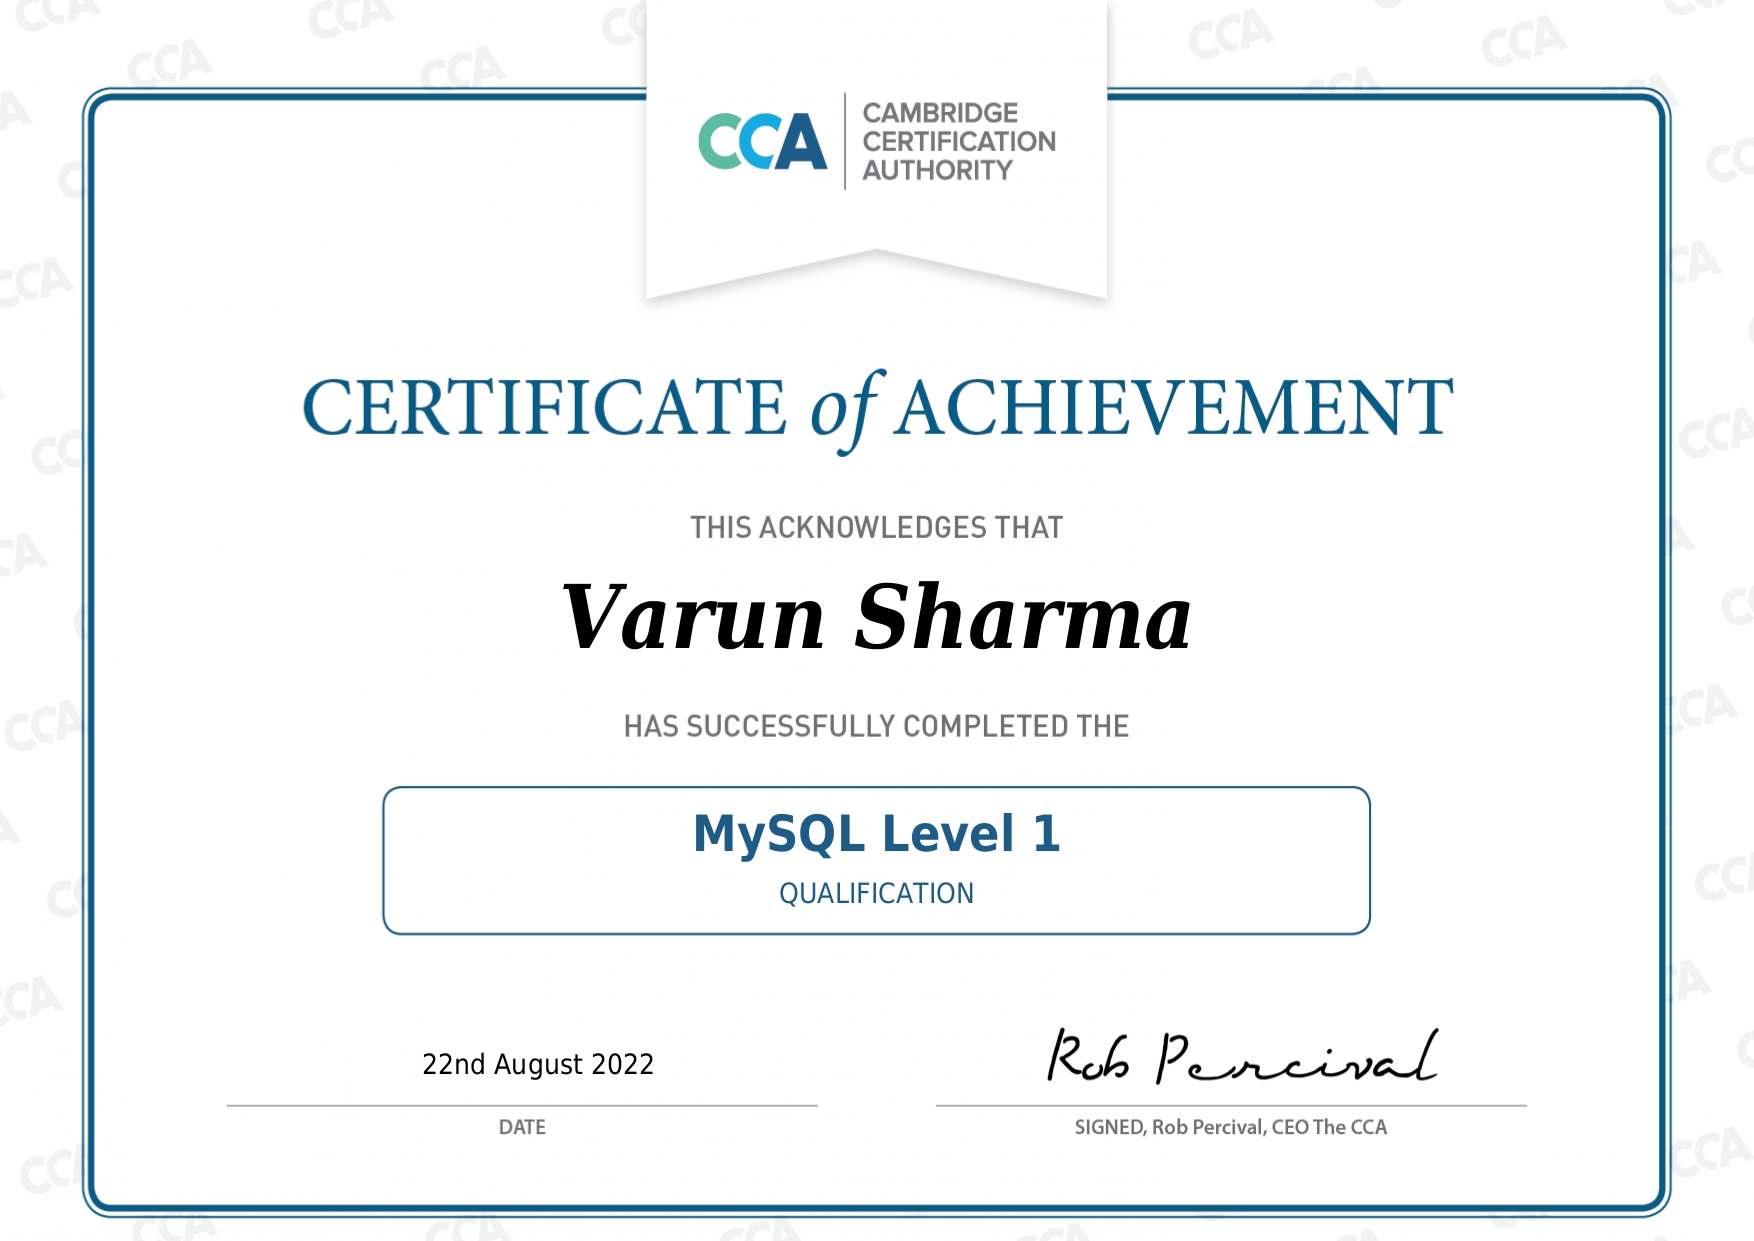 CCA
CAMBRIDGE
CERTIFICATION
AUTHORITY
CERTIFICATE of ACHIEVEMENT
THIS ACKNOWLEDGES THAT
Varun Sharma
HAS SUCCESSFULLY COMPLETED THE
MySQL Level 1
QUALIFICATION
22nd August 2022
Rob Percival
DATE
SIGNED, Rob Percival, CEO The CCA